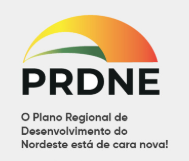 PRDNE
O Plano Regional de
Desenvolvimento do
Nordeste está de cara nova!